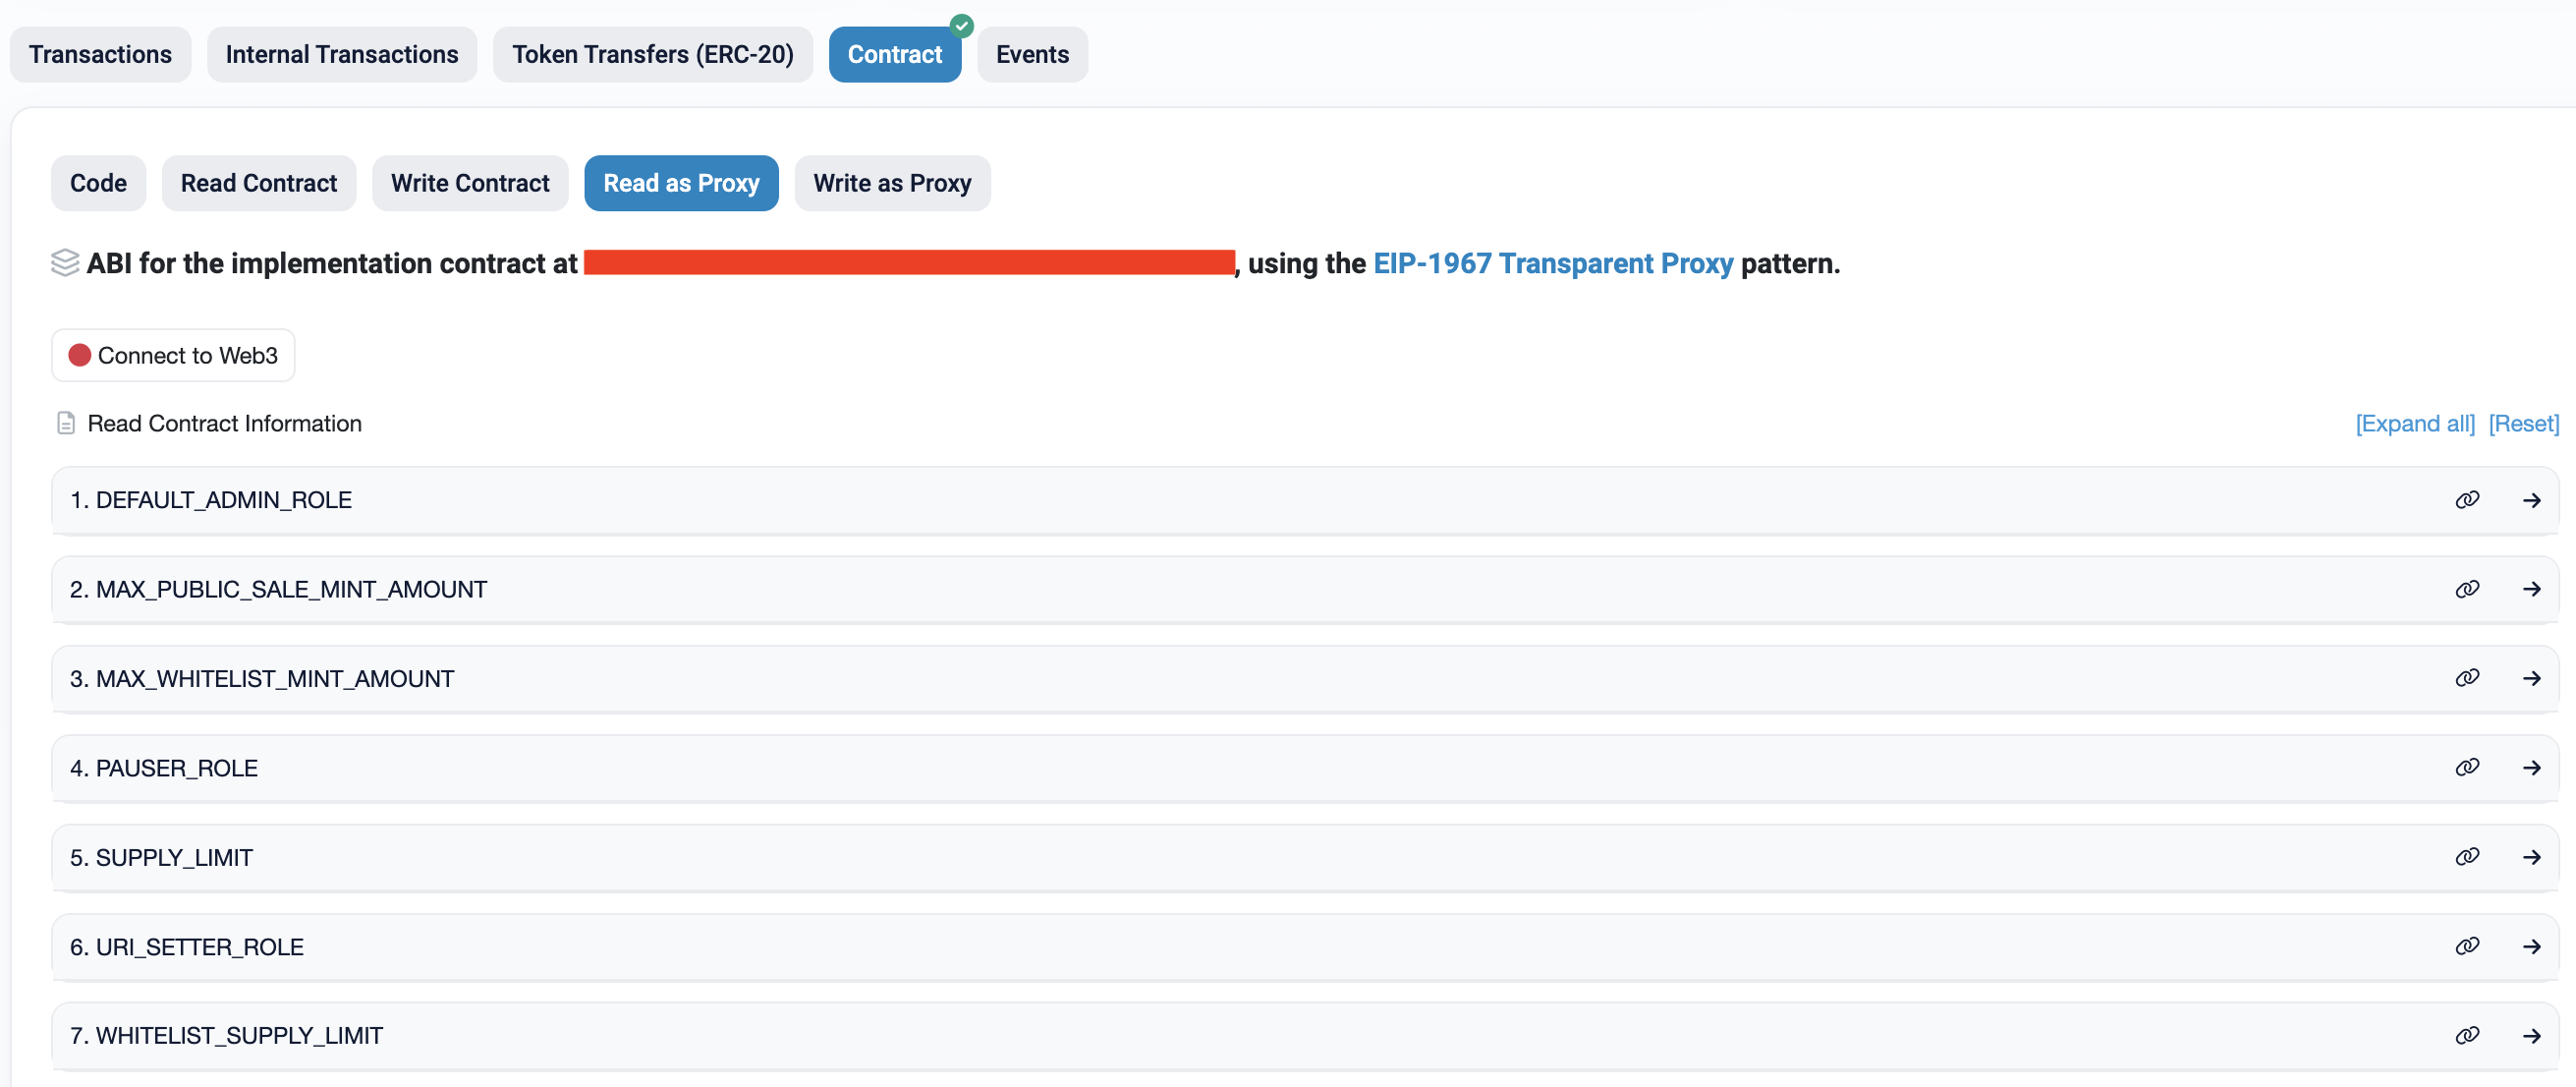 Transactions Internal Transactions Token Transfers (ERC-20) Contract Events
Code Read Contract Write Contract Read as Proxy Write as Proxy
ABI for the implementation contract at , using the EIP-1967 Transparent Proxy pattern.
Connect to Web3
Read Contract Information [Expand all] [Reset]
1. DEFAULT_ADMIN_ROLE
2. MAX_PUBLIC_SALE_MINT_AMOUNT
3. MAX_WHITELIST_MINT_AMOUNT
4. PAUSER_ROLE
5. SUPPLY_LIMIT
6. URI_SETTER_ROLE
7. WHITELIST_SUPPLY_LIMIT